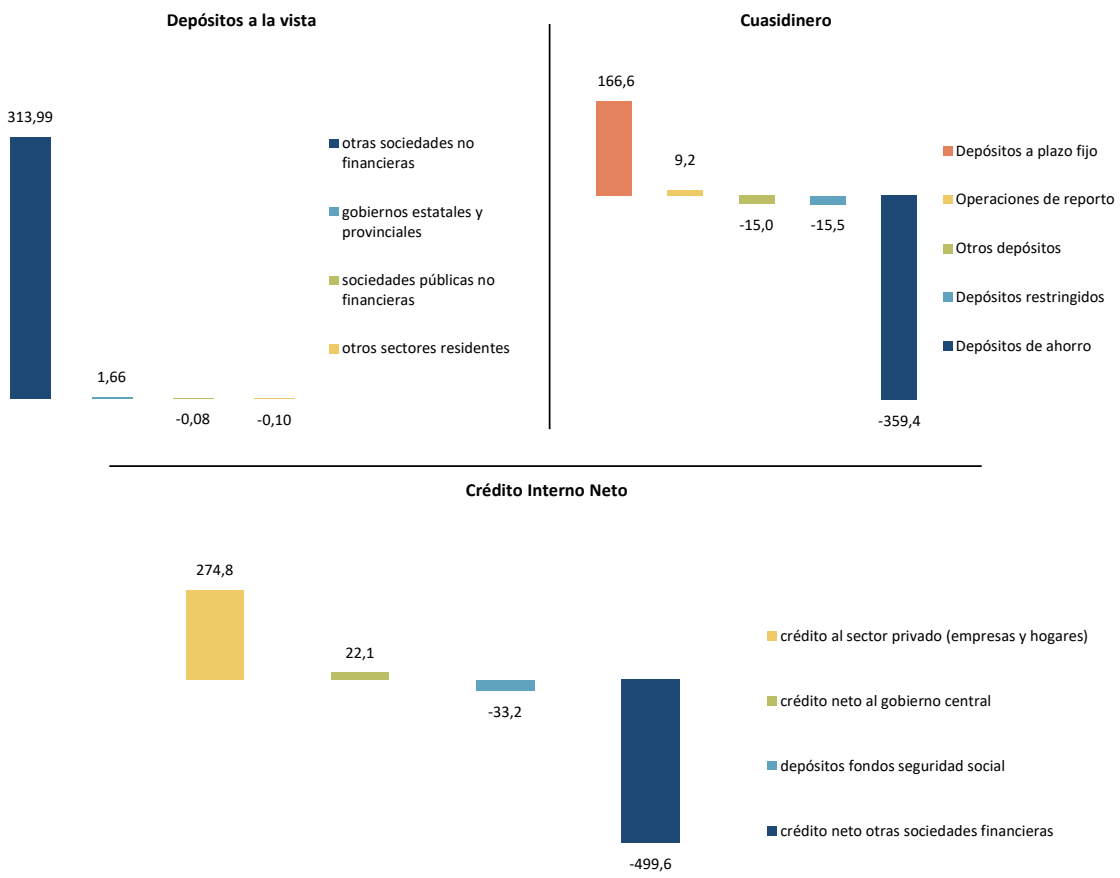 Depósitos a la vista
313,99
1,66
-0,08
-0,10
otras sociedades no
financieras
gobiernos estatales y
provinciales
sociedades públicas no
financieras
otros sectores residentes
Cuasidinero
166,6
9,2
-15,0
-15,5
-359,4
Depósitos a plazo fijo
Operaciones de reporto
Otros depósitos
Depósitos restringidos
Depósitos de ahorro
Crédito Interno Neto
274,8
22,1
-33,2
-499,6
crédito al sector privado (empresas y hogares)
crédito neto al gobierno central
depósitos fondos seguridad social
crédito neto otras sociedades financieras